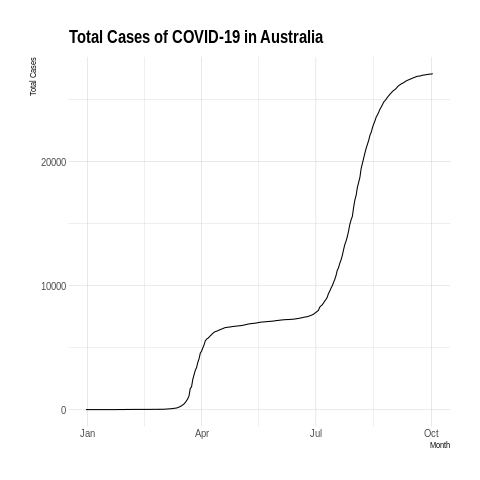 Total Cases of COVID-19 in Australia
Total Cases
20000
10000
0
Jan Apr Jul Oct
Month